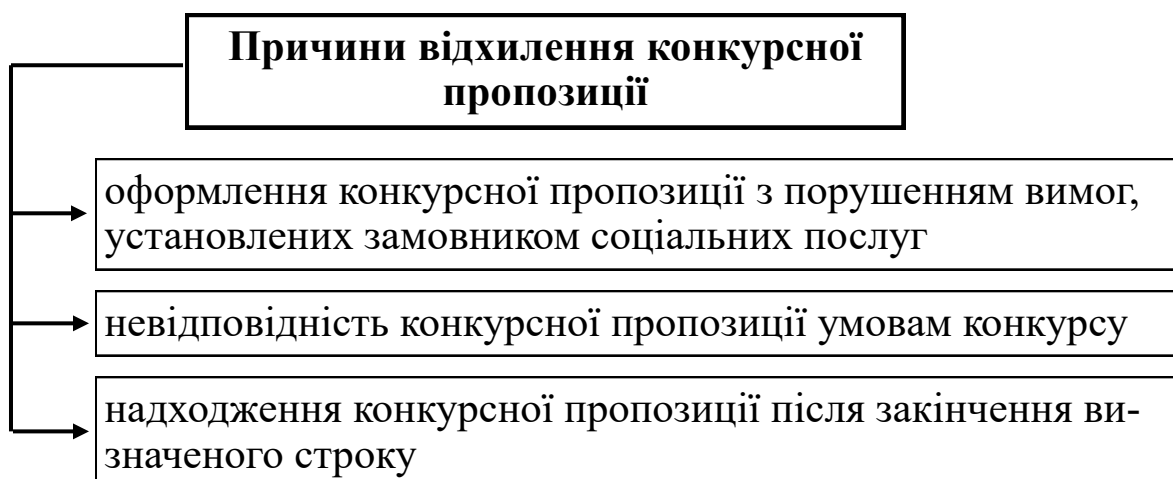 Причини відхилення конкурсної
пропозиції
оформлення конкурсної пропозиції з порушенням вимог,
установлених замовником соціальних послуг
невідповідність конкурсної пропозиції умовам конкурсу
надходження конкурсної пропозиції після закінчення ви-
значеного строку